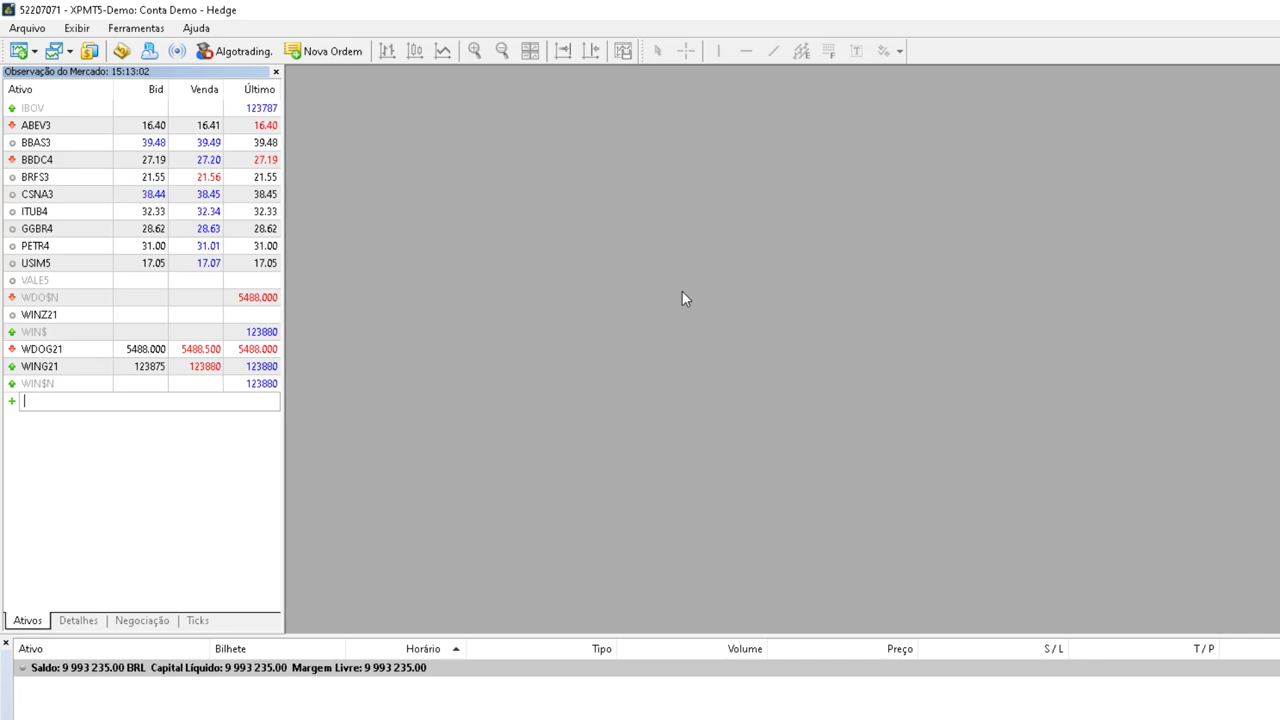 52207071 - XPMT5-Demo: Conta Demo - Hedge
Arquivo Exibir Ferramentas Ajuda
Algotrading. Nova Ordem
Observação do Mercado: 15:13:02
Ativo Bid Venda Último
IBOV 123787
ABEV3 16.40 16.41 16.40
BBAS3 39.48 39.49 39.48
BBDC4 27.19 27.20 27.19
BRFS3 21.55 21.56 21.55
CSNA3 38.44 38.45 38.45
ITUB4 32.33 32.34 32.33
GGBR4 28.62 28.63 28.62
PETR4 31.00 31.01 31.00
USIM5 17.05 17.07 17.05
VALE5
WDO$N 5488.000
WINZ21
WIN$ 123880
WDOG21 5488.000 5488.500 5488.000
WING21 123875 123880 123880
WIN$N 123880
Ativos Detalhes Negociação Ticks
Ativo Bilhete Horário Tipo Volume Preço S / L T / P
Saldo: 9 993 235.00 BRL Capital Líquido: 9 993 235.00 Margem Livre: 9 993 235.00